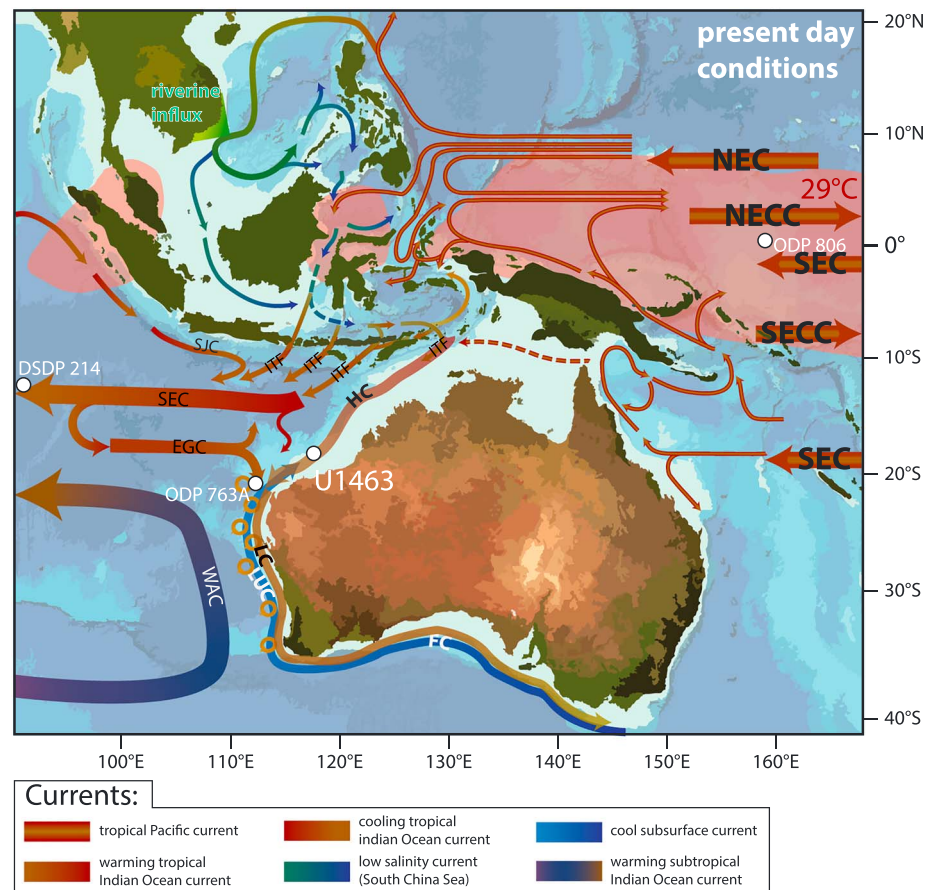 present day
conditions
20°N
riverine
influx
10°N
NEC
29°C
NECC
ODP 806
0°
SEC
SECC
SJC
ITF
ITF
ITF
ITF
10°S
DSDP 214
SEC
HC
EGC
U1463
SEC
20°S
ODP 763A
LC
LUC
WAC
30°S
FC
40°S
100°E
110°E
120°E
130°E
140°E
150°E
160°E
Currents:
tropical Pacific current
cooling tropical
indian Ocean current
cool subsurface current
warming tropical
Indian Ocean current
low salinity current
(South China Sea)
warming subtropical
Indian Ocean current